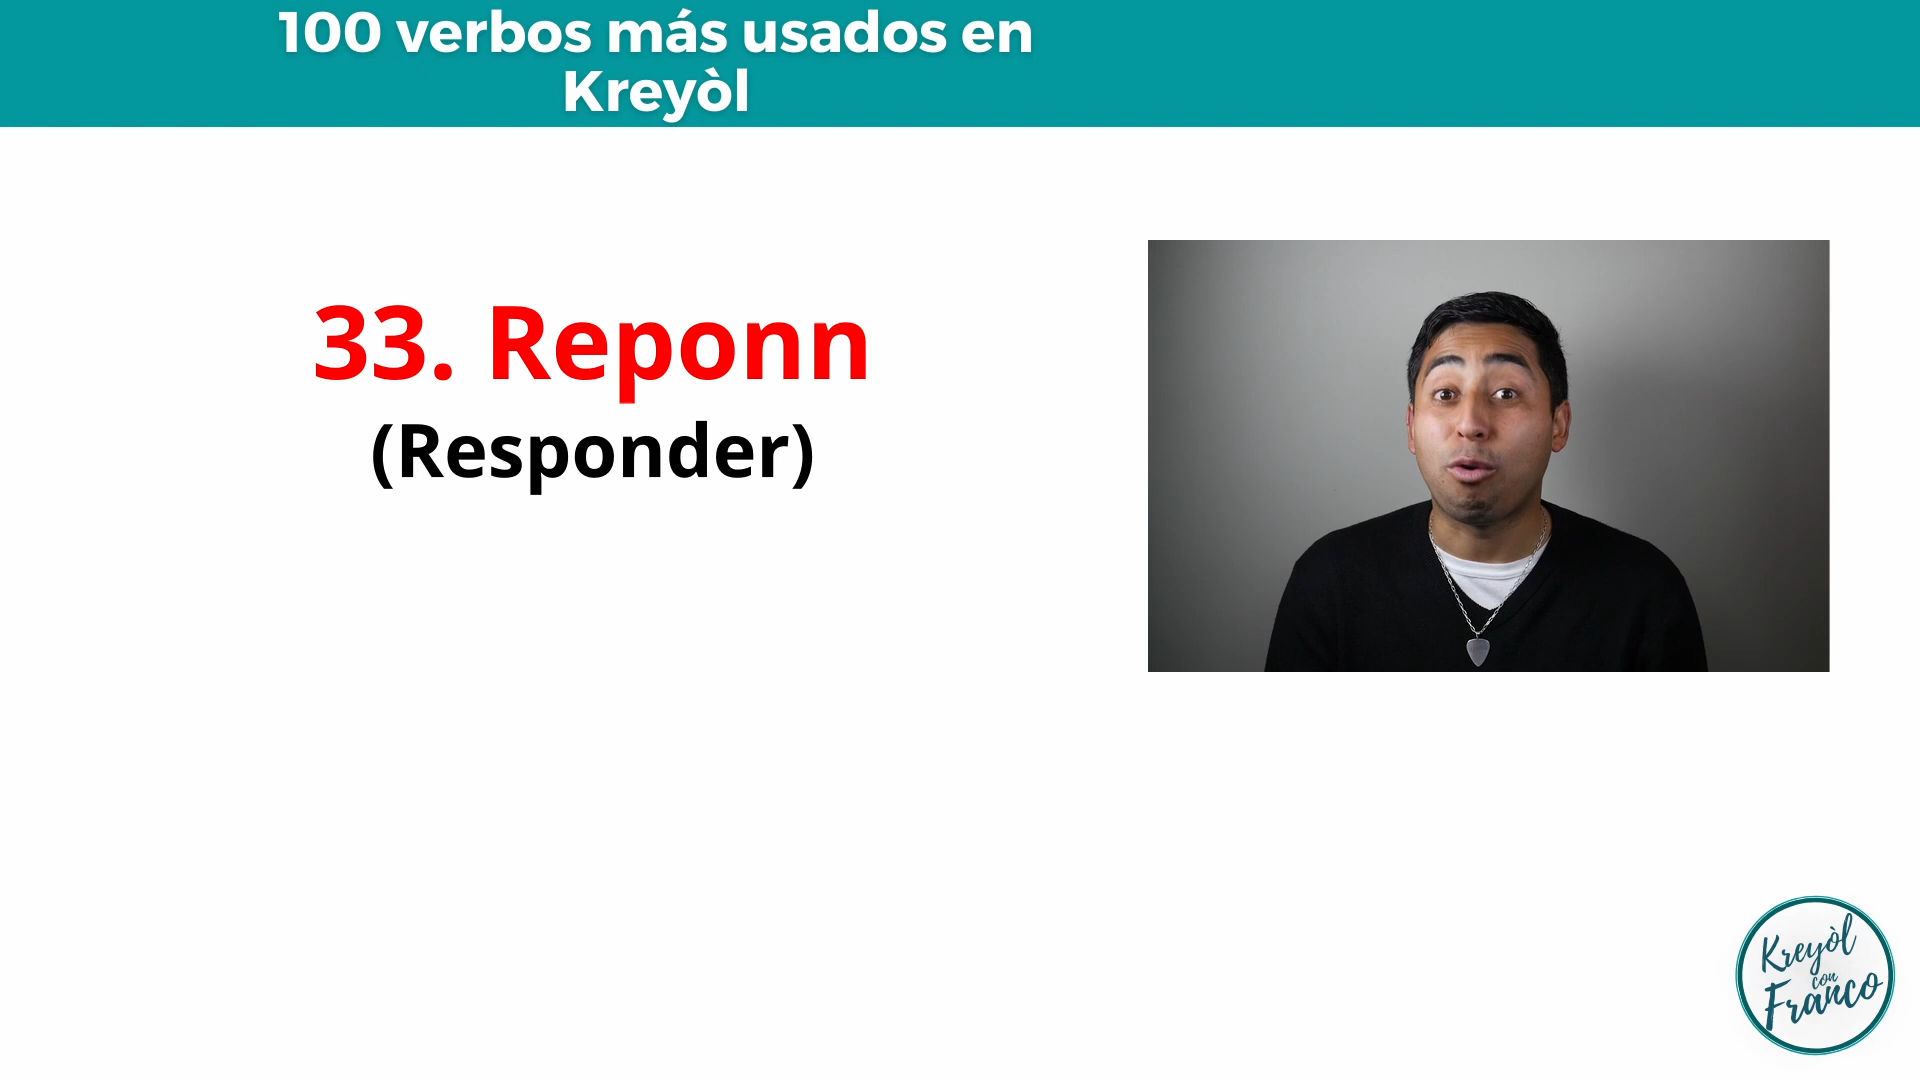 100 verbos más usados en
Kreyòl
33. Reponn
(Responder)
Kreyòl
con
Franco